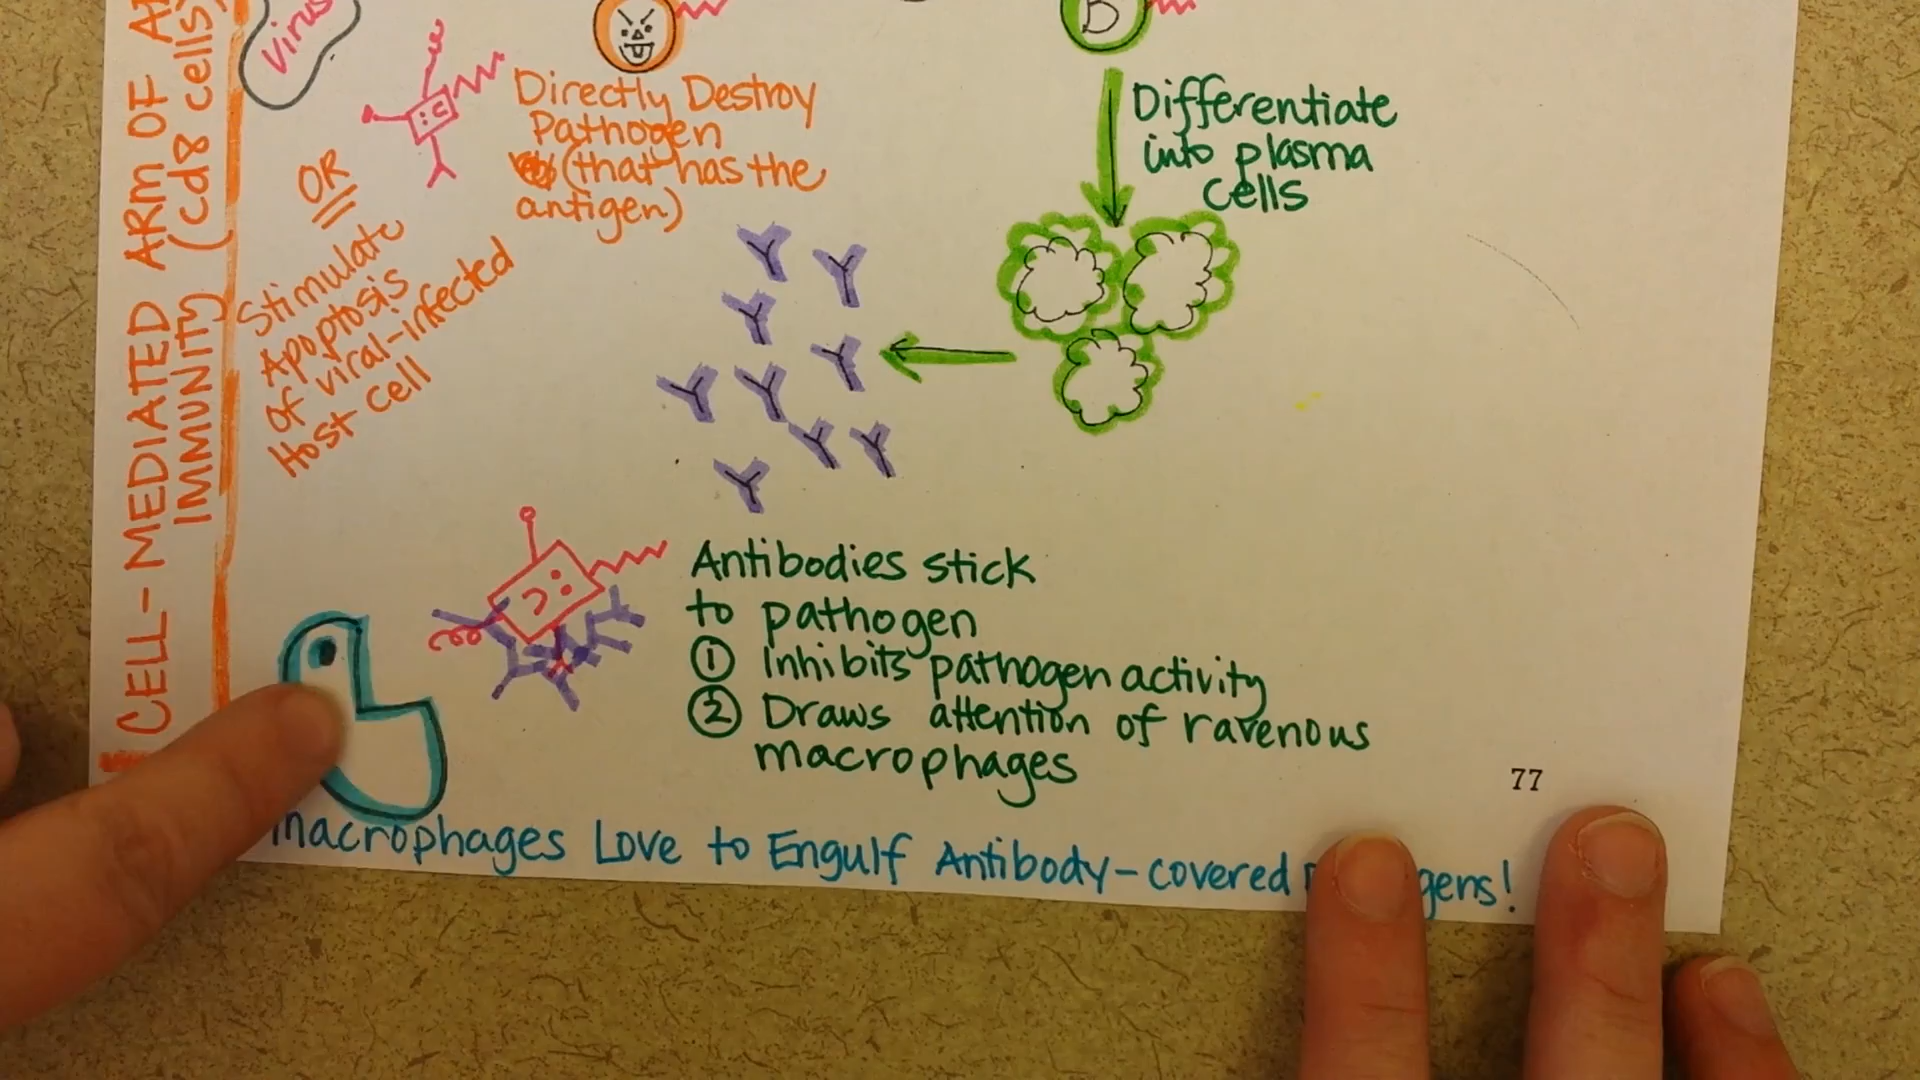 CELL-MEDIATED ARM OF
IMMUNITY (cd8 cells)
Virus
B
Directly Destroy
Pathogen
(that has the
antigen)
OR
Stimulate
Apoptosis
of viral-infected
Host cell
Differentiate
into plasma
cells
Antibodies stick
to pathogen
① Inhibits pathogen activity
② Draws attention of ravenous
macrophages
77
Macrophages Love to Engulf Antibody-covered